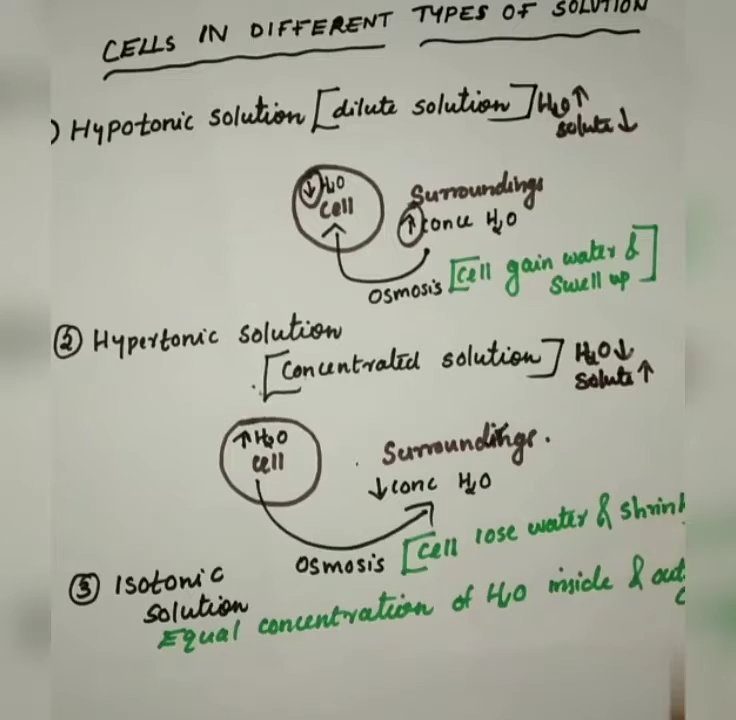 CELLS IN DIFFERENT TYPES OF SOLUTION
) Hypotonic solution [dilute solution] H₂O↑
solute ↓
↓H₂O
cell
Surroundings
↑conc H₂O
osmosis [cell gain water &
swell up]
② Hypertonic solution
[concentrated solution] H₂O↓
Solute ↑
↑H₂O
cell
Surroundings.
↓conc H₂O
osmosis [cell lose water & shrink
③ Isotonic
solution
Equal concentration of H₂O inside & out